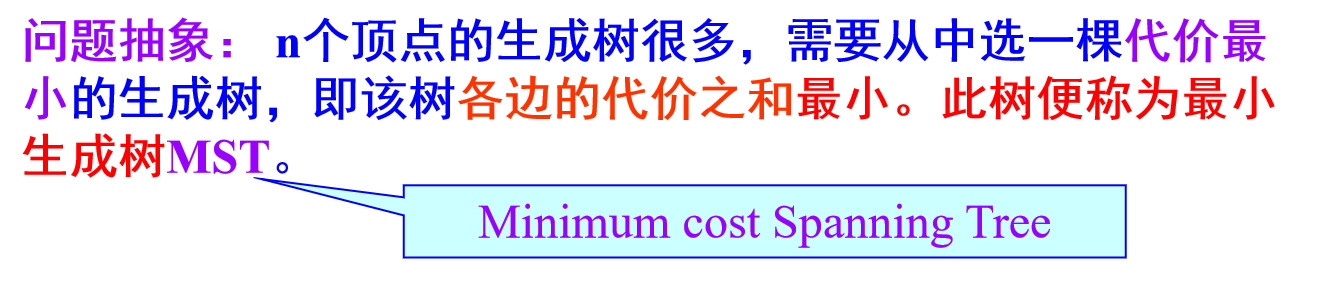 问题抽象： n个顶点的生成树很多，需要从中选一棵代价最
小的生成树，即该树各边的代价之和最小。此树便称为最小
生成树MST。
Minimum cost Spanning Tree